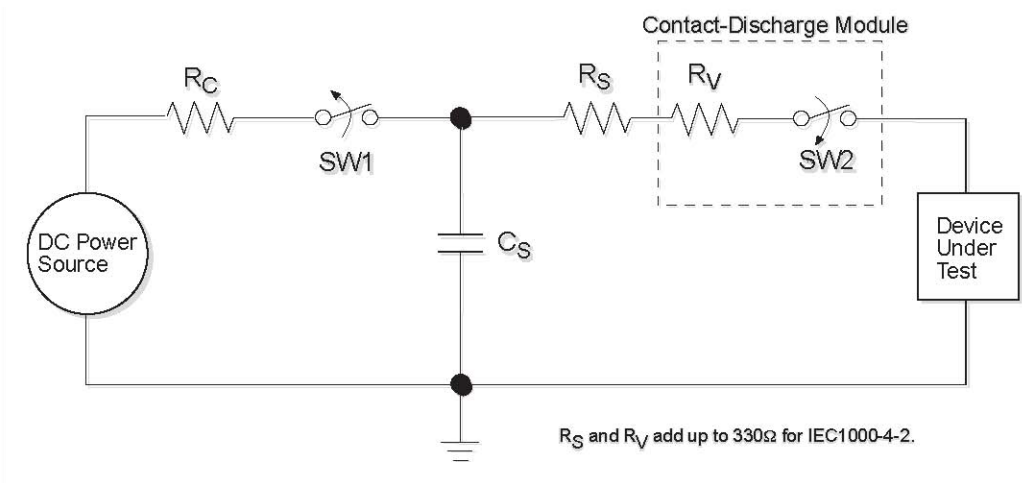 Contact-Discharge Module
RC
RS
RV
SW1
SW2
DC Power
Source
CS
Device
Under
Test
RS and RV add up to 330Ω for IEC1000-4-2.